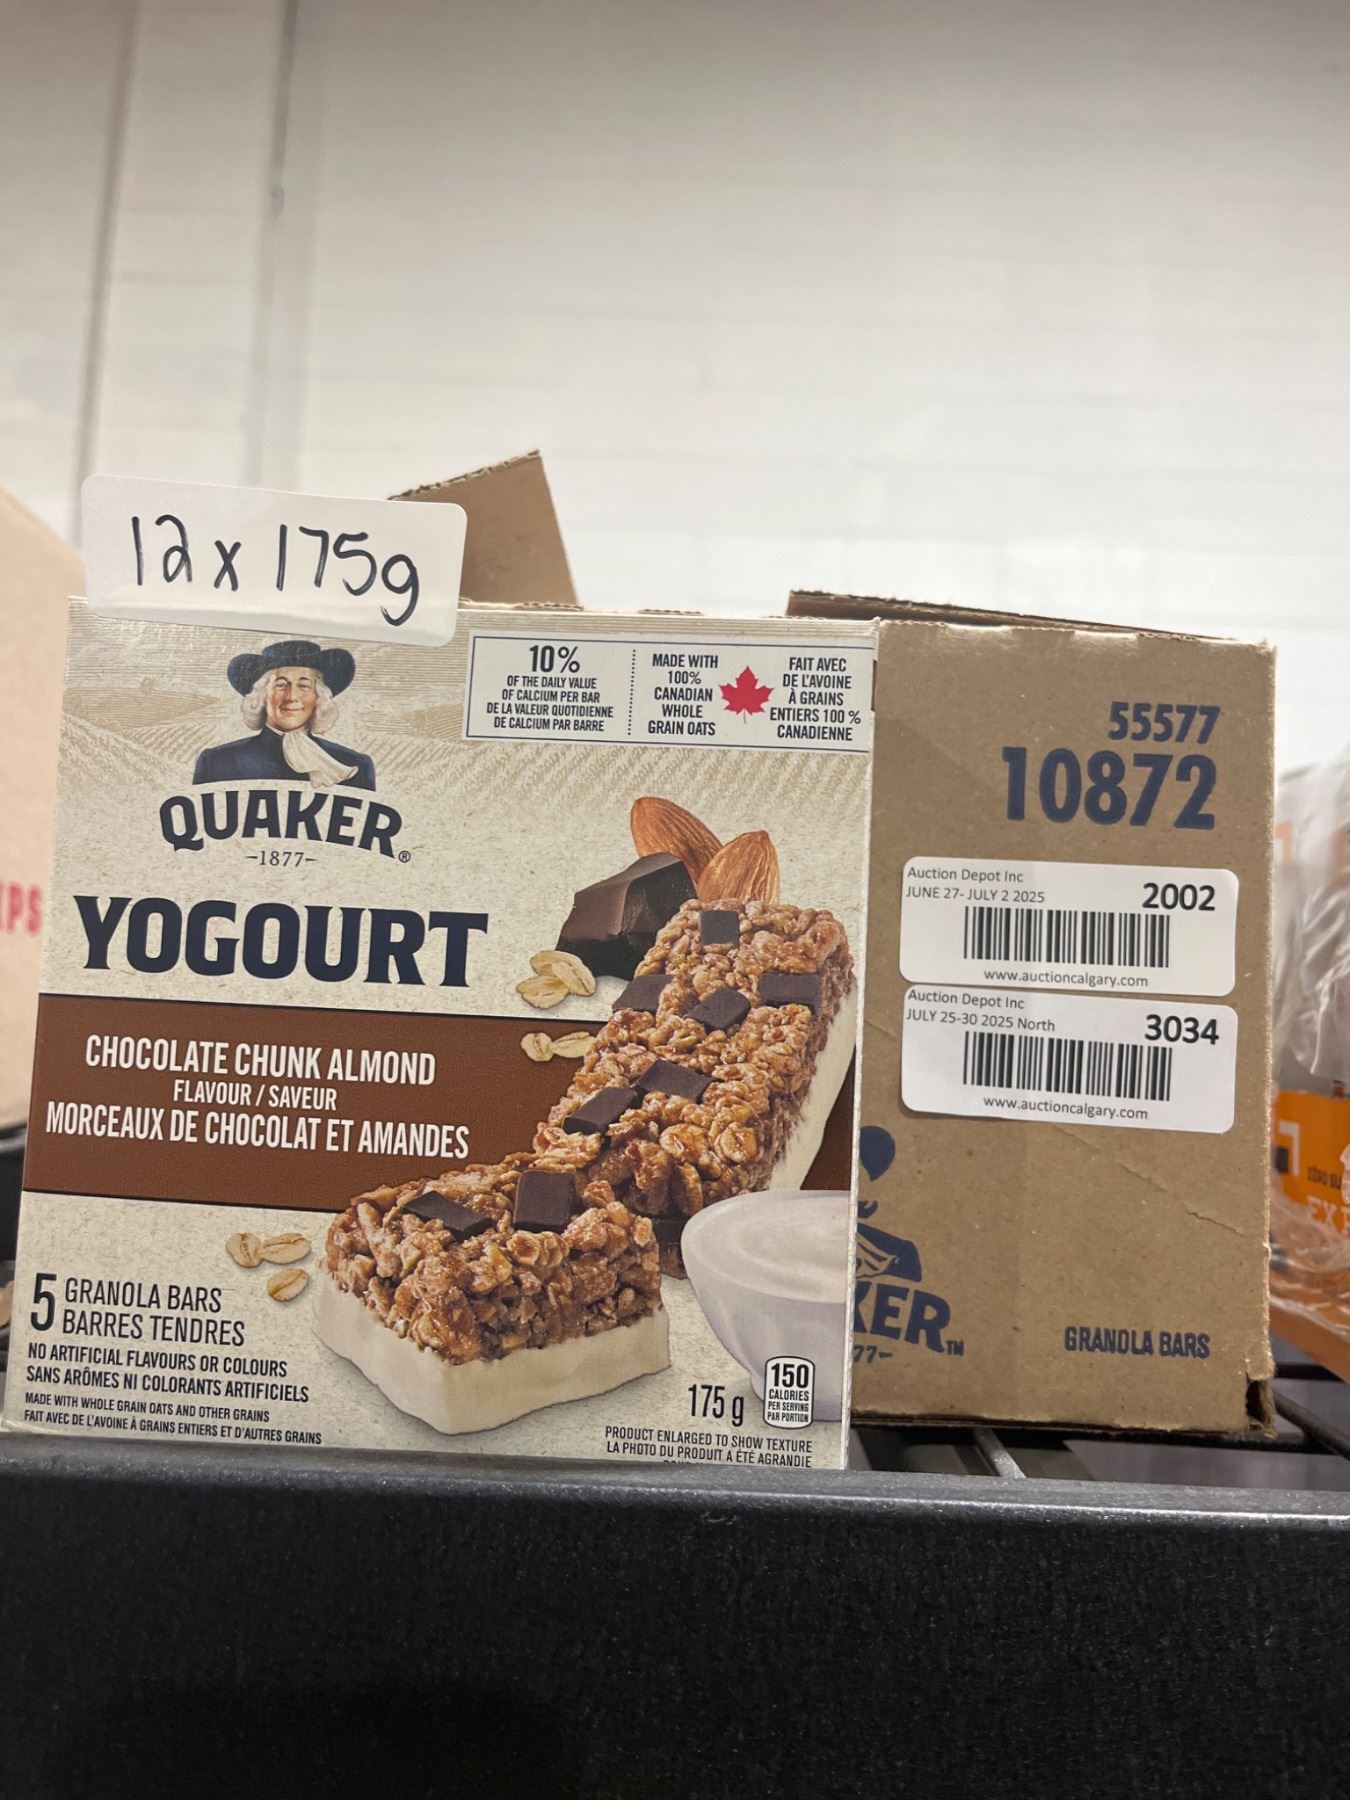 12 x 175g
10%
OF THE DAILY VALUE
OF CALCIUM PER BAR
DE LA VALEUR QUOTIDIENNE
DE CALCIUM PAR BARRE
MADE WITH
100%
CANADIAN
WHOLE
GRAIN OATS
FAIT AVEC
DE L'AVOINE
À GRAINS
ENTIERS 100 %
CANADIENNE
QUAKER®
-1877-
YOGOURT
CHOCOLATE CHUNK ALMOND
FLAVOUR / SAVEUR
MORCEAUX DE CHOCOLAT ET AMANDES
5 GRANOLA BARS
BARRES TENDRES
NO ARTIFICIAL FLAVOURS OR COLOURS
SANS ARÔMES NI COLORANTS ARTIFICIELS
MADE WITH WHOLE GRAIN OATS AND OTHER GRAINS
FAIT AVEC DE L'AVOINE À GRAINS ENTIERS ET D'AUTRES GRAINS
175 g
150
CALORIES
PER SERVING
PAR PORTION
PRODUCT ENLARGED TO SHOW TEXTURE
LA PHOTO DU PRODUIT A ÉTÉ AGRANDIE
55577
10872
Auction Depot Inc
JUNE 27- JULY 2 2025
2002
www.auctioncalgary.com
Auction Depot Inc
JULY 25-30 2025 North
3034
www.auctioncalgary.com
KER™
77-
GRANOLA BARS
IPS